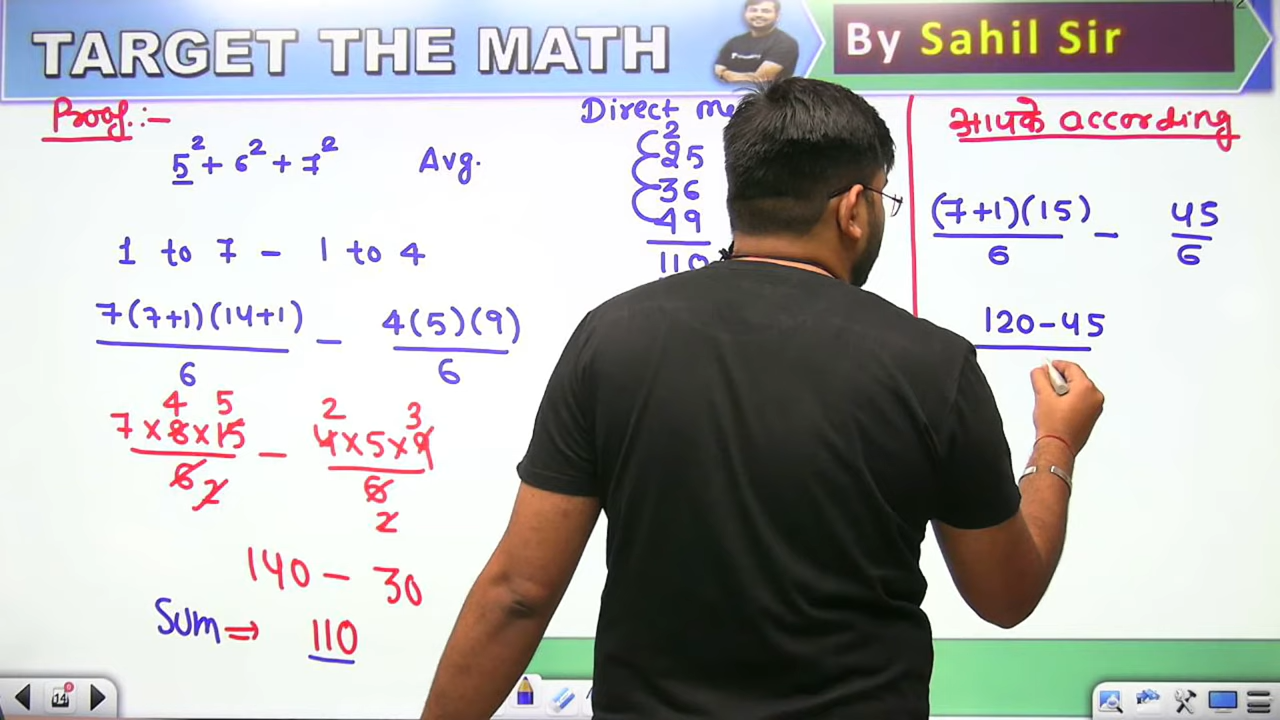 TARGET THE MATH
By Sahil Sir
Proof:-
5² + 6² + 7² Avg.
1 to 7 - 1 to 4
7(7+1)(14+1)/6 - 4(5)(9)/6
4 5 2 3
7×8×15/6 - 4×5×9/6
2 2
140 - 30
Sum ⇒ 110
Direct
2
25
36
49
110
आपके according
(7+1)(15)/6 - 45/6
120-45
14